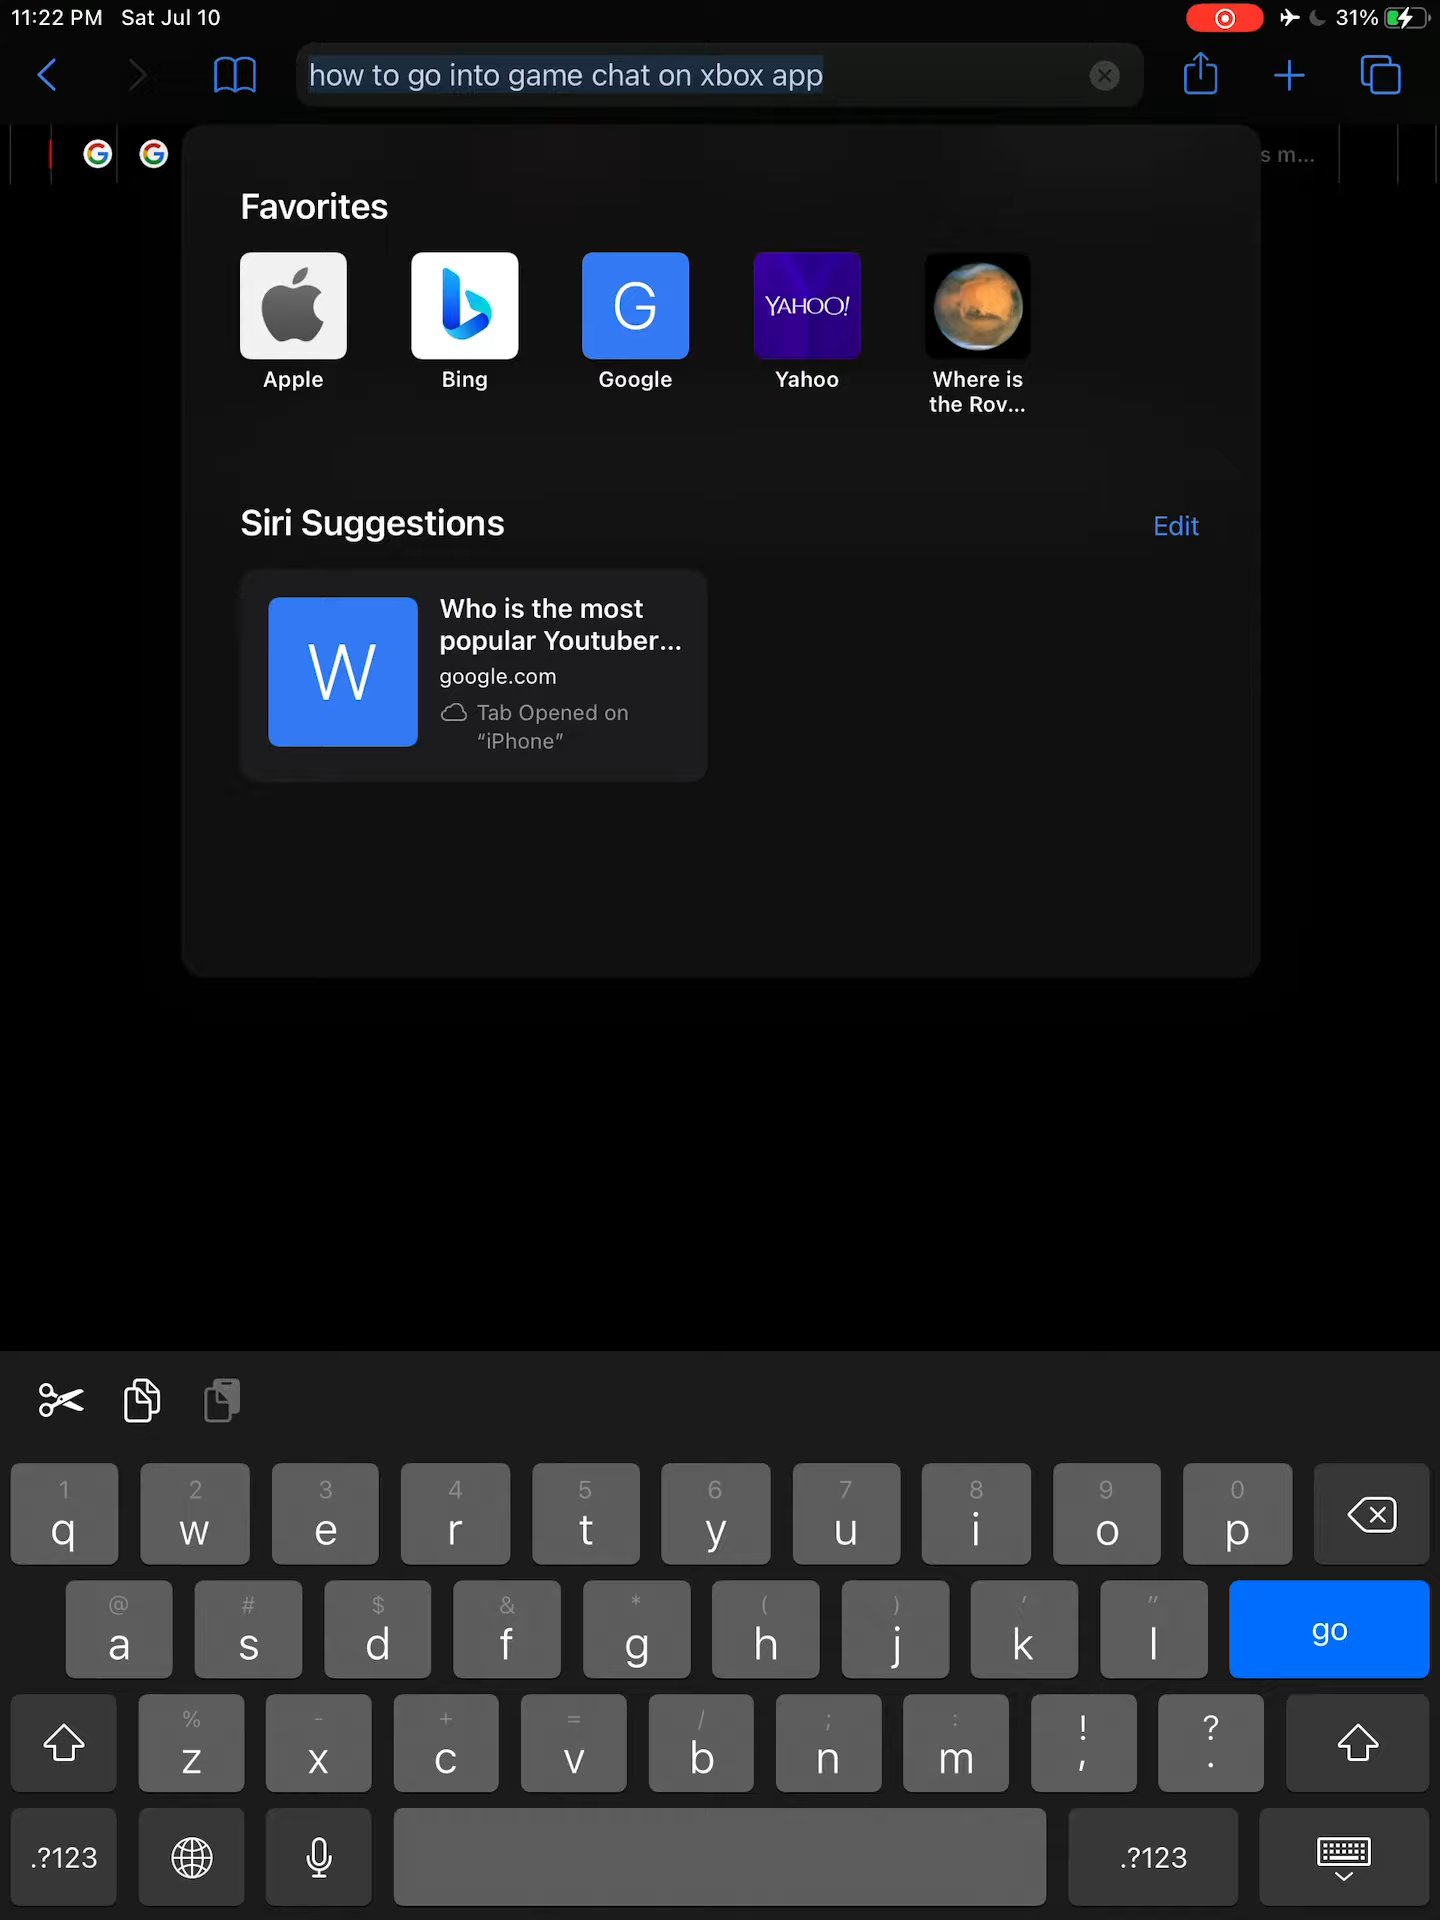 11:22 PM Sat Jul 10
31%
how to go into game chat on xbox app
s m...
Favorites
Apple
Bing
G
Google
YAHOO!
Yahoo
Where is
the Rov...
Siri Suggestions
Edit
W
Who is the most
popular Youtuber...
google.com
Tab Opened on
“iPhone”
1 2 3 4 5 6 7 8 9 0
q w e r t y u i o p
@ # $ & * ( ) ' "
a s d f g h j k l go
% - + = / ; : ! ?
z x c v b n m , .
.?123 .?123